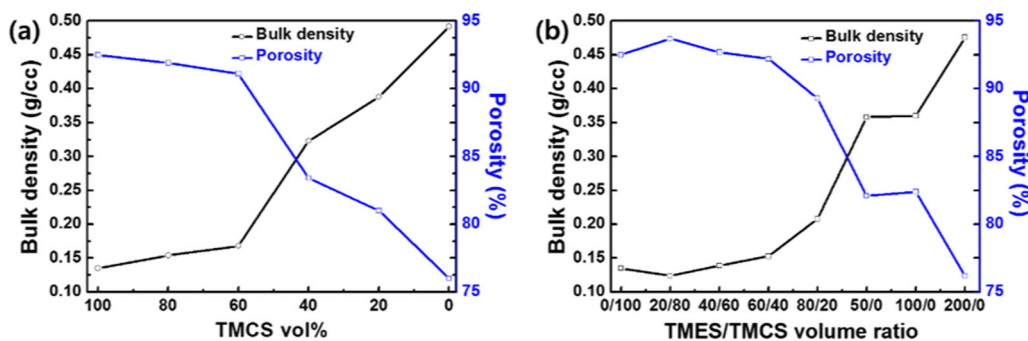 (a)
Bulk density
Porosity
0.50
0.45
0.40
0.35
0.30
0.25
0.20
0.15
0.10
Bulk density (g/cc)
95
90
85
80
75
Porosity (%)
100 80 60 40 20 0
TMCS vol%
(b)
Bulk density
Porosity
0.50
0.45
0.40
0.35
0.30
0.25
0.20
0.15
0.10
Bulk density (g/cc)
95
90
85
80
75
Porosity (%)
0/100 20/80 40/60 60/40 80/20 50/0 100/0 200/0
TMES/TMCS volume ratio